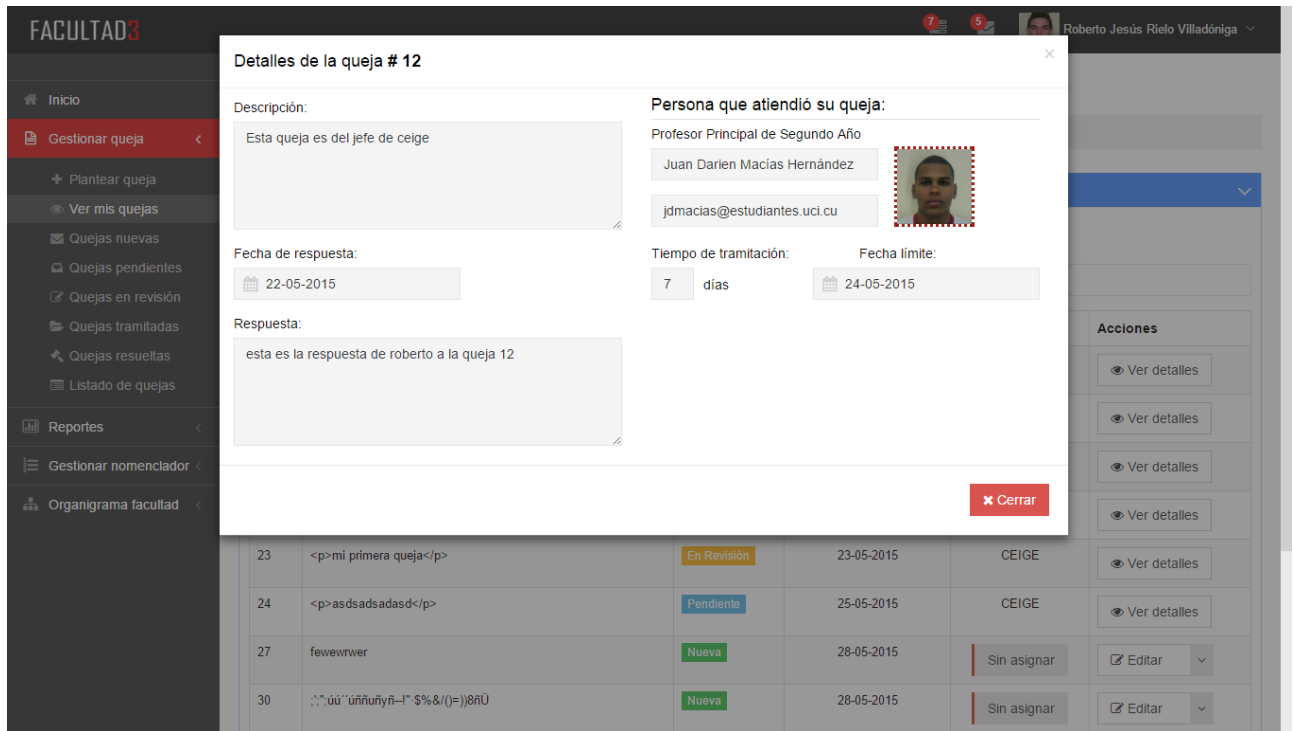 FACULTAD3
7
5
Roberto Jesús Rielo Villadóniga
Inicio
Gestionar queja
Plantear queja
Ver mis quejas
Quejas nuevas
Quejas pendientes
Quejas en revisión
Quejas tramitadas
Quejas resueltas
Listado de quejas
Reportes
Gestionar nomenclador
Organigrama facultad
Detalles de la queja # 12
×
Descripción:
Esta queja es del jefe de ceige
Fecha de respuesta:
22-05-2015
Respuesta:
esta es la respuesta de roberto a la queja 12
Persona que atiendió su queja:
Profesor Principal de Segundo Año
Juan Darien Macías Hernández
jdmacias@estudiantes.uci.cu
Tiempo de tramitación:
Fecha límite:
7 días
24-05-2015
Cerrar
Acciones
Ver detalles
Ver detalles
Ver detalles
Ver detalles
23 <p>mi primera queja</p> En Revisión 23-05-2015 CEIGE Ver detalles
24 <p>asdsadsadasd</p> Pendiente 25-05-2015 CEIGE Ver detalles
27 fewewrwer Nueva 28-05-2015 Sin asignar Editar
30 Nueva 28-05-2015 Sin asignar Editar